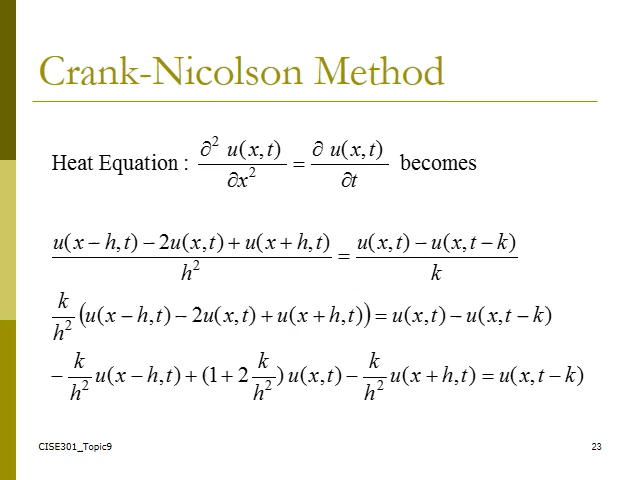 Crank-Nicolson Method
Heat Equation : ∂² u(x,t) / ∂x² = ∂ u(x,t) / ∂t becomes
(u(x − h,t) − 2u(x,t) + u(x + h,t)) / h² = (u(x,t) − u(x,t − k)) / k
k/h² (u(x − h,t) − 2u(x,t) + u(x + h,t)) = u(x,t) − u(x,t − k)
− k/h² u(x − h,t) + (1 + 2 k/h²) u(x,t) − k/h² u(x + h,t) = u(x,t − k)
CISE301_Topic9 23